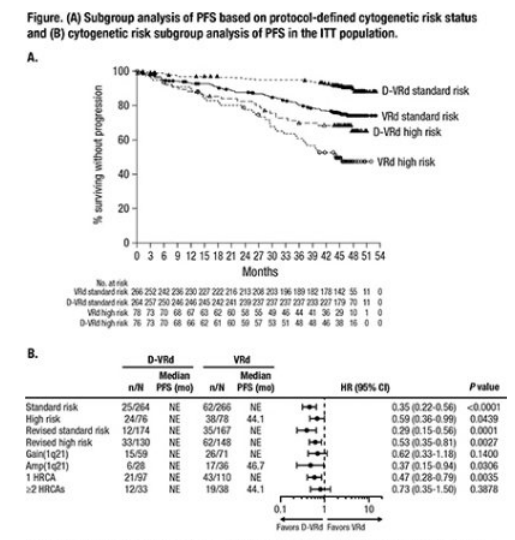 Figure. (A) Subgroup analysis of PFS based on protocol-defined cytogenetic risk status
and (B) cytogenetic risk subgroup analysis of PFS in the ITT population.
A.
% surviving without progression
100
80
60
40
20
0
D-VRd standard risk
VRd standard risk
D-VRd high risk
VRd high risk
0 3 6 9 12 15 18 21 24 27 30 33 36 39 42 45 48 51 54
Months
No. at risk
VRd standard risk 266 252 242 236 230 227 222 216 213 208 203 196 189 182 178 142 55 11 0
D-VRd standard risk 264 257 250 246 246 245 242 241 239 237 237 237 237 233 227 179 70 11 0
VRd high risk 78 73 70 68 67 63 62 60 58 55 49 46 44 41 36 29 10 1 0
D-VRd high risk 76 73 70 68 66 62 61 60 59 57 53 51 48 48 46 38 16 0 0
B.
D-VRd VRd
n/N Median PFS (mo) n/N Median PFS (mo) HR (95% CI) P value
Standard risk 25/264 NE 62/266 NE 0.35 (0.22-0.56) <0.0001
High risk 24/76 NE 38/78 44.1 0.59 (0.36-0.99) 0.0439
Revised standard risk 12/174 NE 35/167 NE 0.29 (0.15-0.56) 0.0001
Revised high risk 33/130 NE 62/148 NE 0.53 (0.35-0.81) 0.0027
Gain(1q21) 15/59 NE 26/71 NE 0.62 (0.33-1.18) 0.1400
Amp(1q21) 6/28 NE 17/36 46.7 0.37 (0.15-0.94) 0.0306
1 HRCA 21/97 NE 43/110 NE 0.47 (0.28-0.79) 0.0035
≥2 HRCAs 12/33 NE 19/38 44.1 0.73 (0.35-1.50) 0.3878
0.1 1 10
Favors D-VRd Favors VRd